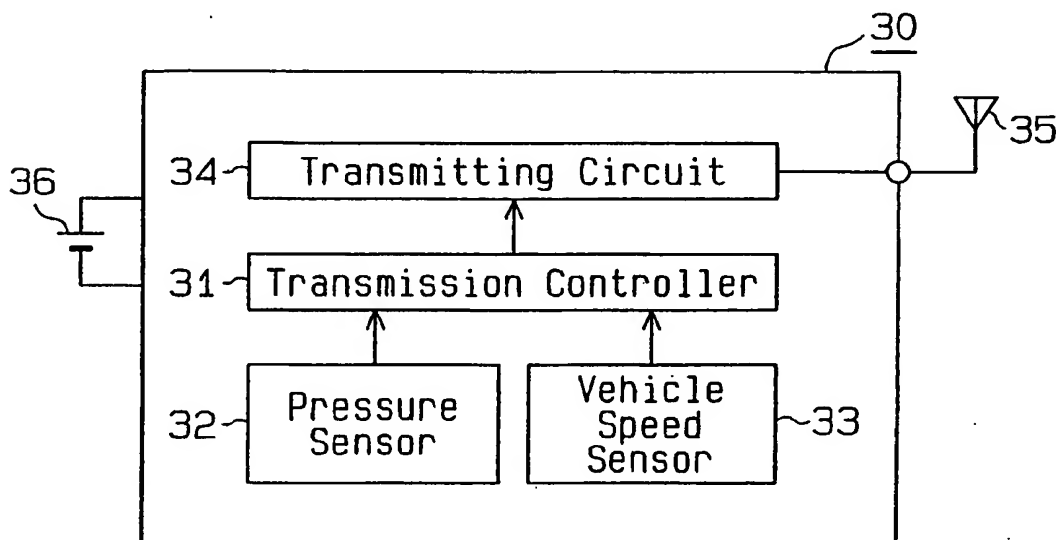 30
35
34
Transmitting Circuit
36
31
Transmission Controller
32
Pressure
Sensor
Vehicle
Speed
Sensor
33